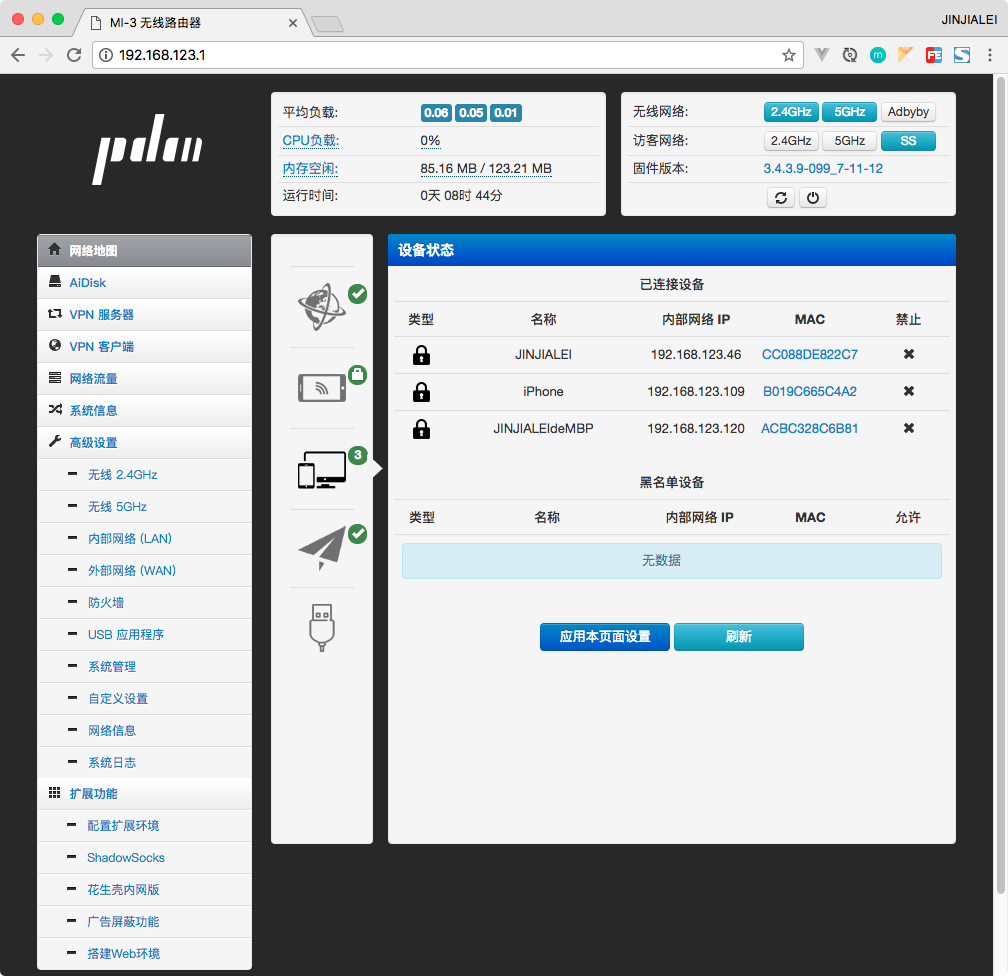 MI-3 无线路由器
JINJIALEI
192.168.123.1
pdcn
平均负载: 0.06 0.05 0.01
CPU负载: 0%
内存空闲: 85.16 MB / 123.21 MB
运行时间: 0天 08时 44分
无线网络: 2.4GHz 5GHz Adbyby
访客网络: 2.4GHz 5GHz SS
固件版本: 3.4.3.9-099_7-11-12
网络地图
AiDisk
VPN 服务器
VPN 客户端
网络流量
系统信息
高级设置
无线 2.4GHz
无线 5GHz
内部网络 (LAN)
外部网络 (WAN)
防火墙
USB 应用程序
系统管理
自定义设置
网络信息
系统日志
扩展功能
配置扩展环境
ShadowSocks
花生壳内网版
广告屏蔽功能
搭建Web环境
3
设备状态
已连接设备
类型 名称 内部网络 IP MAC 禁止
JINJIALEI 192.168.123.46 CC088DE822C7
iPhone 192.168.123.109 B019C665C4A2
JINJIALEIdeMBP 192.168.123.120 ACBC328C6B81
黑名单设备
类型 名称 内部网络 IP MAC 允许
无数据
应用本页面设置 刷新